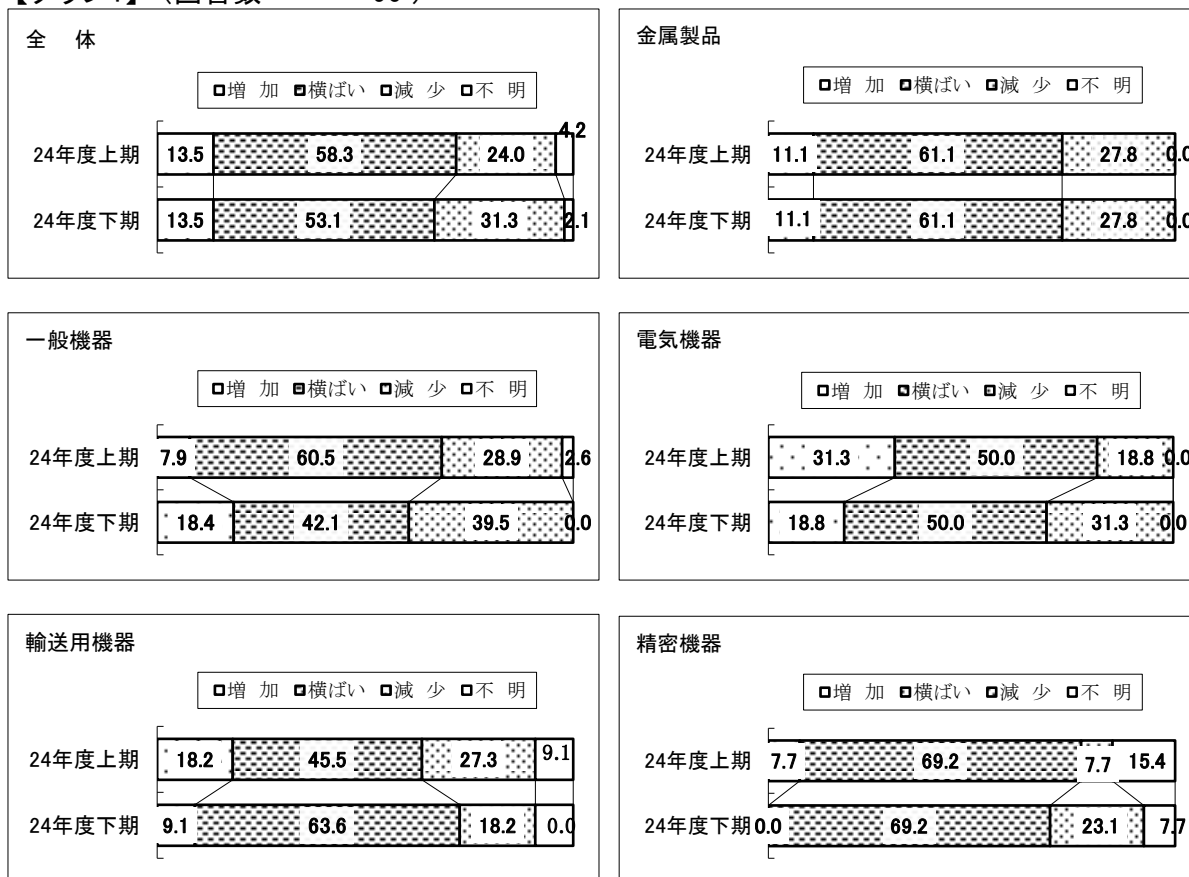 全 体
□増 加 □横ばい □減 少 □不 明
24年度上期 13.5 58.3 24.0 4.2
24年度下期 13.5 53.1 31.3 2.1
金属製品
□増 加 □横ばい □減 少 □不 明
24年度上期 11.1 61.1 27.8 0.0
24年度下期 11.1 61.1 27.8 0.0
一般機器
□増 加 □横ばい □減 少 □不 明
24年度上期 7.9 60.5 28.9 2.6
24年度下期 18.4 42.1 39.5 0.0
電気機器
□増 加 □横ばい □減 少 □不 明
24年度上期 31.3 50.0 18.8 0.0
24年度下期 18.8 50.0 31.3 0.0
輸送用機器
□増 加 □横ばい □減 少 □不 明
24年度上期 18.2 45.5 27.3 9.1
24年度下期 9.1 63.6 18.2 0.0
精密機器
□増 加 □横ばい □減 少 □不 明
24年度上期 7.7 69.2 7.7 15.4
24年度下期 0.0 69.2 23.1 7.7